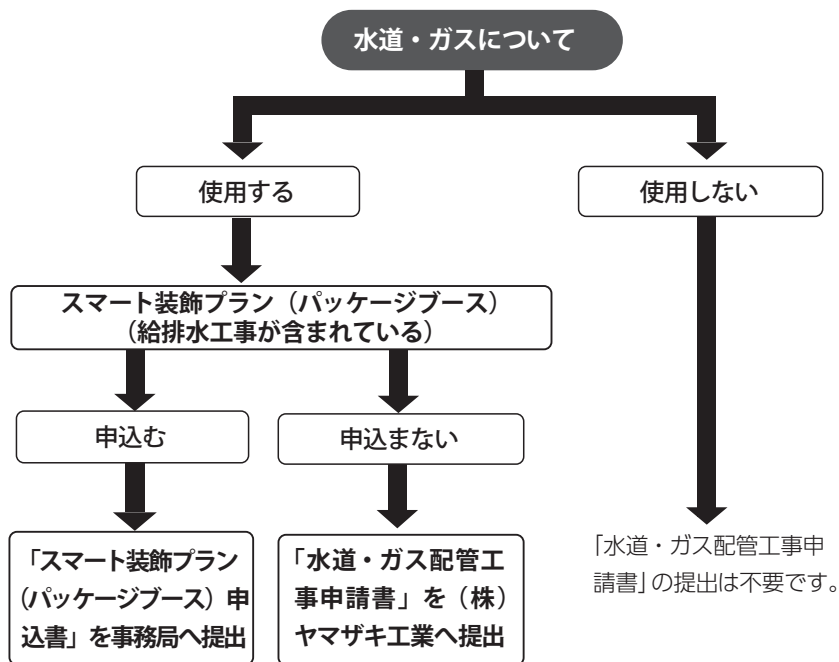 水道・ガスについて
使用する
使用しない
スマート装飾プラン（パッケージブース）
（給排水工事が含まれている）
申込む
申込まない
「スマート装飾プラン
（パッケージブース）申
込書」を事務局へ提出
「水道・ガス配管工
事申請書」を（株）
ヤマザキ工業へ提出
「水道・ガス配管工事申
請書」の提出は不要です。